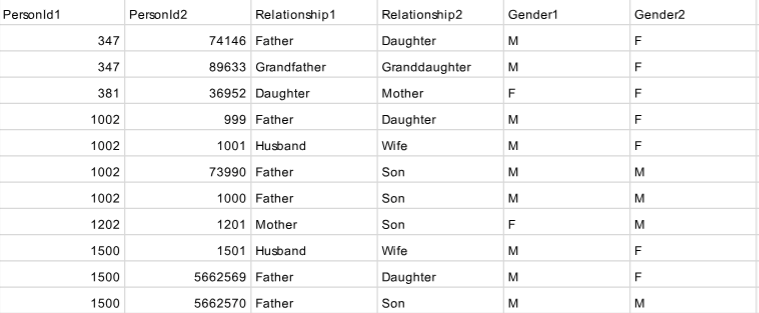 PersonId1 PersonId2 Relationship1 Relationship2 Gender1 Gender2
347 74146 Father Daughter M F
347 89633 Grandfather Granddaughter M F
381 36952 Daughter Mother F F
1002 999 Father Daughter M F
1002 1001 Husband Wife M F
1002 73990 Father Son M M
1002 1000 Father Son M M
1202 1201 Mother Son F M
1500 1501 Husband Wife M F
1500 5662569 Father Daughter M F
1500 5662570 Father Son M M